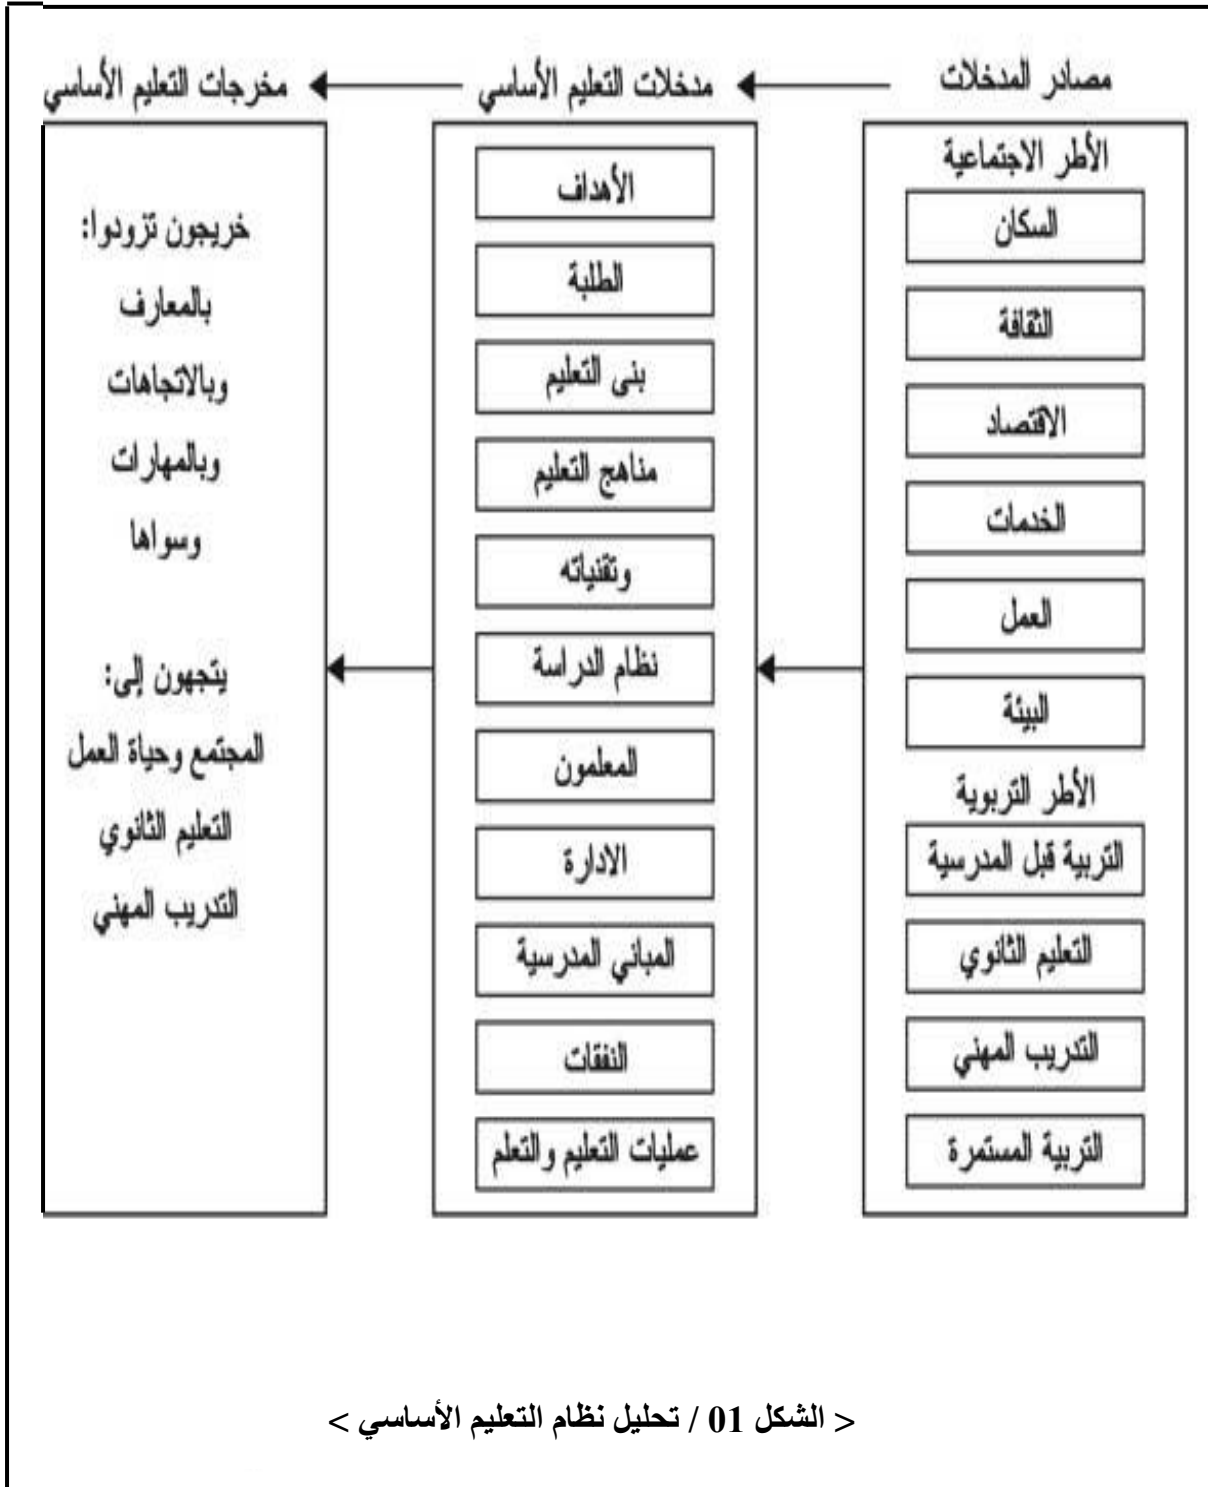 مصادر المدخلات
مدخلات التعليم الأساسي
مخرجات التعليم الأساسي
الأطر الاجتماعية
السكان
الثقافة
الاقتصاد
الخدمات
العمل
البيئة
الأطر التربوية
التربية قبل المدرسية
التعليم الثانوي
التدريب المهني
التربية المستمرة
الأهداف
الطلبة
بنى التعليم
مناهج التعليم
وتقنياته
نظام الدراسة
المعلمون
الادارة
المباني المدرسية
النفقات
عمليات التعليم والتعلم
خريجون تزودوا:
بالمعارف
وبالاتجاهات
وبالمهارات
وسواها
يتجهون إلى:
المجتمع وحياة العمل
التعليم الثانوي
التدريب المهني
< الشكل 01 / تحليل نظام التعليم الأساسي >